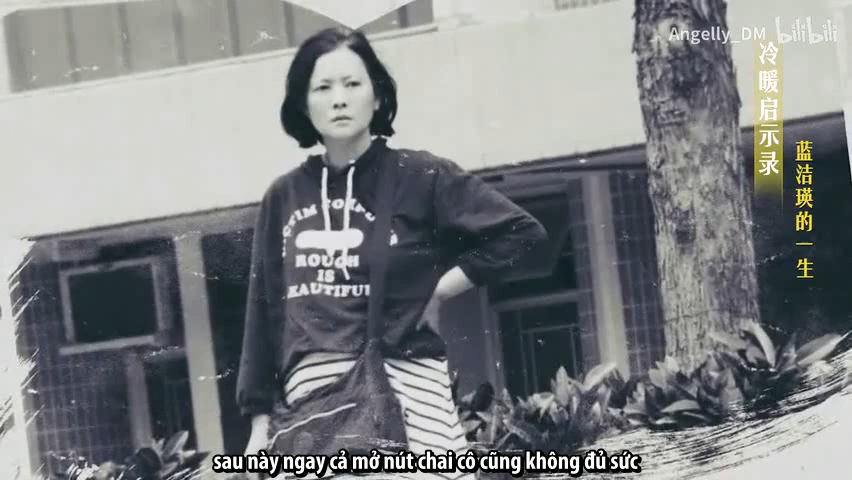 Angelly_DM bilibili
冷暖启示录
蓝洁瑛的一生
ROUGH
IS
BEAUTIFUL
sau này ngay cả mở nút chai cô cũng không đủ sức